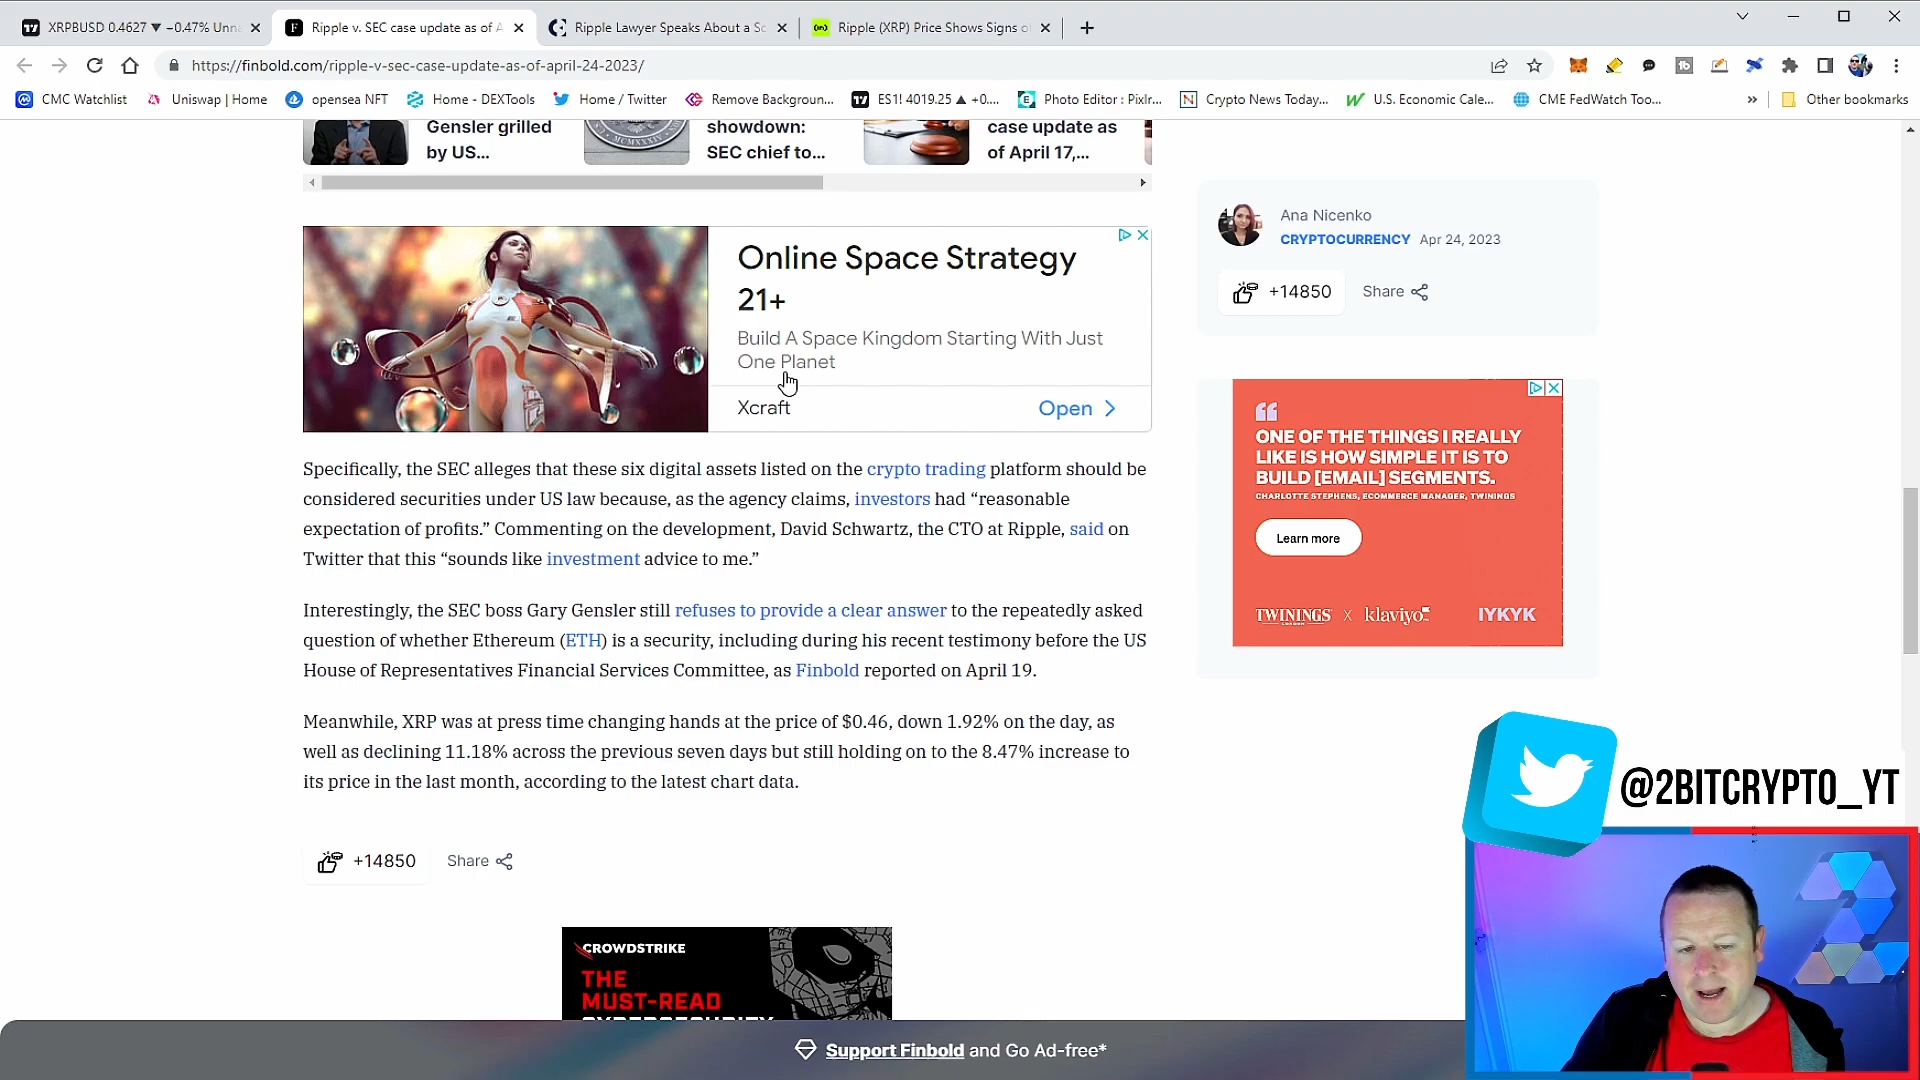 XRPBUSD 0.4627 ▼ −0.47% Unna
Ripple v. SEC case update as of A
Ripple Lawyer Speaks About a Sc
Ripple (XRP) Price Shows Signs o
https://finbold.com/ripple-v-sec-case-update-as-of-april-24-2023/
CMC Watchlist
Uniswap | Home
opensea NFT
Home - DEXTools
Home / Twitter
Remove Backgroun...
ES1! 4019.25 ▲ +0....
Photo Editor : Pixlr...
Crypto News Today...
U.S. Economic Cale...
CME FedWatch Too...
»
Other bookmarks
Gensler grilled
by US...
showdown:
SEC chief to...
case update as
of April 17,...
Online Space Strategy
21+
Build A Space Kingdom Starting With Just
One Planet
Xcraft
Open
Specifically, the SEC alleges that these six digital assets listed on the crypto trading platform should be
considered securities under US law because, as the agency claims, investors had “reasonable
expectation of profits.” Commenting on the development, David Schwartz, the CTO at Ripple, said on
Twitter that this “sounds like investment advice to me.”
Interestingly, the SEC boss Gary Gensler still refuses to provide a clear answer to the repeatedly asked
question of whether Ethereum (ETH) is a security, including during his recent testimony before the US
House of Representatives Financial Services Committee, as Finbold reported on April 19.
Meanwhile, XRP was at press time changing hands at the price of $0.46, down 1.92% on the day, as
well as declining 11.18% across the previous seven days but still holding on to the 8.47% increase to
its price in the last month, according to the latest chart data.
+14850
Share
CROWDSTRIKE
THE
MUST-READ
CYBERSECURITY
Support Finbold and Go Ad-free*
Ana Nicenko
CRYPTOCURRENCY Apr 24, 2023
+14850
Share
ONE OF THE THINGS I REALLY
LIKE IS HOW SIMPLE IT IS TO
BUILD [EMAIL] SEGMENTS.
CHARLOTTE STEPHENS, ECOMMERCE MANAGER, TWININGS
Learn more
TWININGS x klaviyo
IYKYK
@2BITCRYPTO_YT